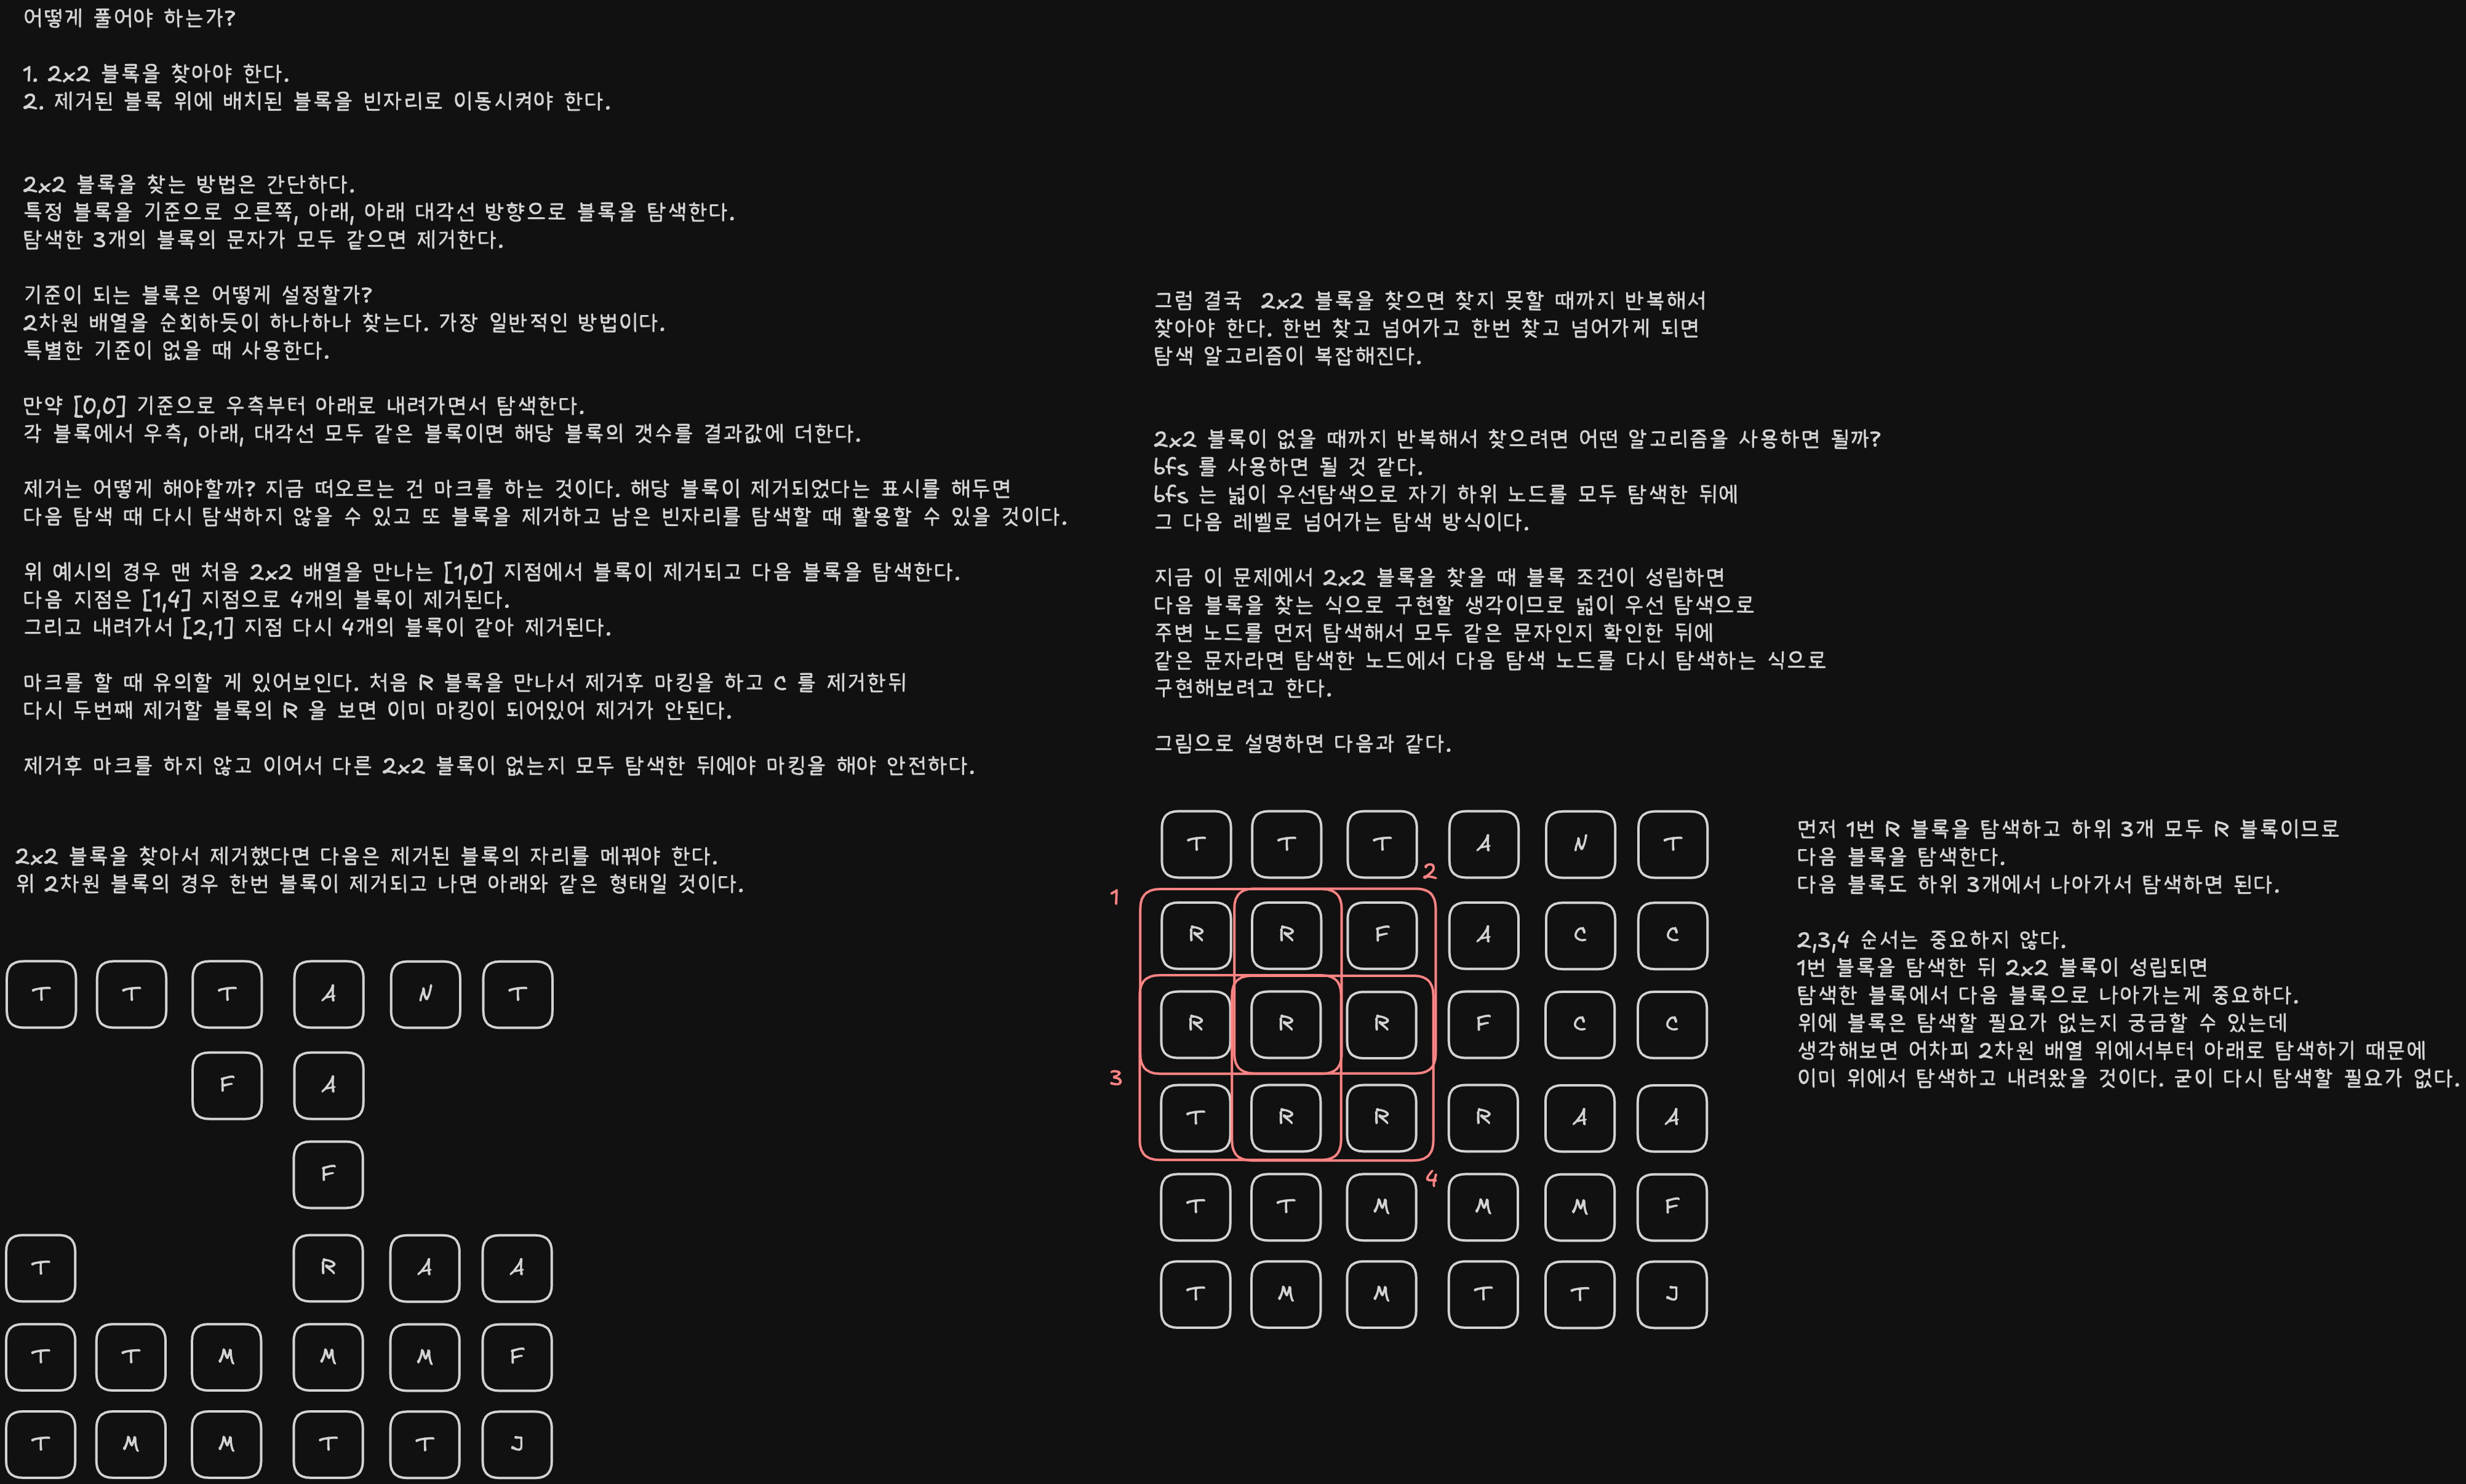 어떻게 풀어야 하는가?
1. 2x2 블록을 찾아야 한다.
2. 제거된 블록 위에 배치된 블록을 빈자리로 이동시켜야 한다.
2x2 블록을 찾는 방법은 간단하다.
특정 블록을 기준으로 오른쪽, 아래, 아래 대각선 방향으로 블록을 탐색한다.
탐색한 3개의 블록의 문자가 모두 같으면 제거한다.
기준이 되는 블록은 어떻게 설정할가?
2차원 배열을 순회하듯이 하나하나 찾는다. 가장 일반적인 방법이다.
특별한 기준이 없을 때 사용한다.
만약 [0,0] 기준으로 우측부터 아래로 내려가면서 탐색한다.
각 블록에서 우측, 아래, 대각선 모두 같은 블록이면 해당 블록의 갯수를 결과값에 더한다.
제거는 어떻게 해야할까? 지금 떠오르는 건 마크를 하는 것이다. 해당 블록이 제거되었다는 표시를 해두면
다음 탐색 때 다시 탐색하지 않을 수 있고 또 블록을 제거하고 남은 빈자리를 탐색할 때 활용할 수 있을 것이다.
위 예시의 경우 맨 처음 2x2 배열을 만나는 [1,0] 지점에서 블록이 제거되고 다음 블록을 탐색한다.
다음 지점은 [1,4] 지점으로 4개의 블록이 제거된다.
그리고 내려가서 [2,1] 지점 다시 4개의 블록이 같아 제거된다.
마크를 할 때 유의할 게 있어보인다. 처음 R 블록을 만나서 제거후 마킹을 하고 C 를 제거한뒤
다시 두번째 제거할 블록의 R 을 보면 이미 마킹이 되어있어 제거가 안된다.
제거후 마크를 하지 않고 이어서 다른 2x2 블록이 없는지 모두 탐색한 뒤에야 마킹을 해야 안전하다.
2x2 블록을 찾아서 제거했다면 다음은 제거된 블록의 자리를 메꿔야 한다.
위 2차원 블록의 경우 한번 블록이 제거되고 나면 아래와 같은 형태일 것이다.
T T T A N T
F A
F
T R A A
T T M M M F
T M M T T J
그럼 결국 2x2 블록을 찾으면 찾지 못할 때까지 반복해서
찾아야 한다. 한번 찾고 넘어가고 한번 찾고 넘어가게 되면
탐색 알고리즘이 복잡해진다.
2x2 블록이 없을 때까지 반복해서 찾으려면 어떤 알고리즘을 사용하면 될까?
bfs 를 사용하면 될 것 같다.
bfs 는 넓이 우선탐색으로 자기 하위 노드를 모두 탐색한 뒤에
그 다음 레벨로 넘어가는 탐색 방식이다.
지금 이 문제에서 2x2 블록을 찾을 때 블록 조건이 성립하면
다음 블록을 찾는 식으로 구현할 생각이므로 넓이 우선 탐색으로
주변 노드를 먼저 탐색해서 모두 같은 문자인지 확인한 뒤에
같은 문자라면 탐색한 노드에서 다음 탐색 노드를 다시 탐색하는 식으로
구현해보려고 한다.
그림으로 설명하면 다음과 같다.
T T T A N T
2
1
R R F A C C
R R R F C C
3
T R R R A A
4
T T M M M F
T M M T T J
먼저 1번 R 블록을 탐색하고 하위 3개 모두 R 블록이므로
다음 블록을 탐색한다.
다음 블록도 하위 3개에서 나아가서 탐색하면 된다.
2,3,4 순서는 중요하지 않다.
1번 블록을 탐색한 뒤 2x2 블록이 성립되면
탐색한 블록에서 다음 블록으로 나아가는게 중요하다.
위에 블록은 탐색할 필요가 없는지 궁금할 수 있는데
생각해보면 어차피 2차원 배열 위에서부터 아래로 탐색하기 때문에
이미 위에서 탐색하고 내려왔을 것이다. 굳이 다시 탐색할 필요가 없다.